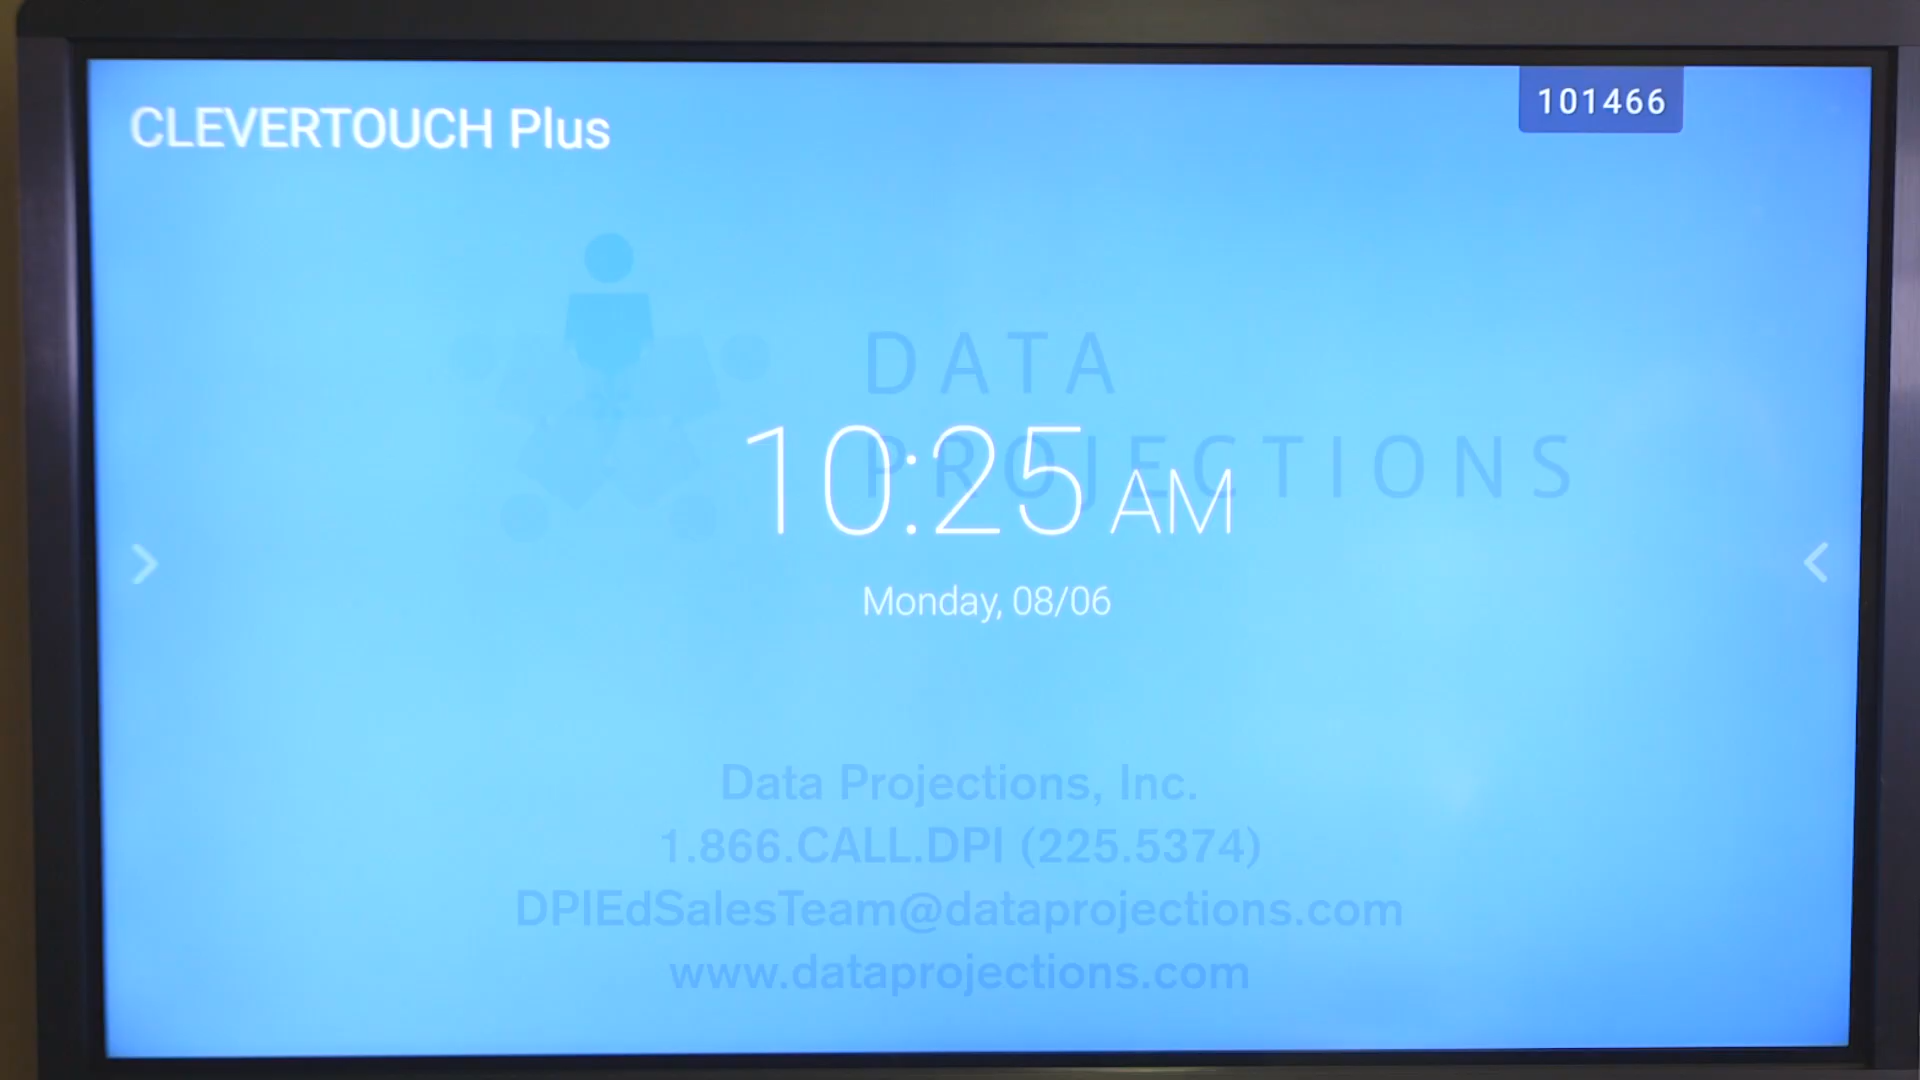 CLEVERTOUCH Plus
101466
DATA
PROJECTIONS
10:25 AM
Monday, 08/06
Data Projections, Inc.
1.866.CALL.DPI (225.5374)
DPIEdSalesTeam@dataprojections.com
www.dataprojections.com